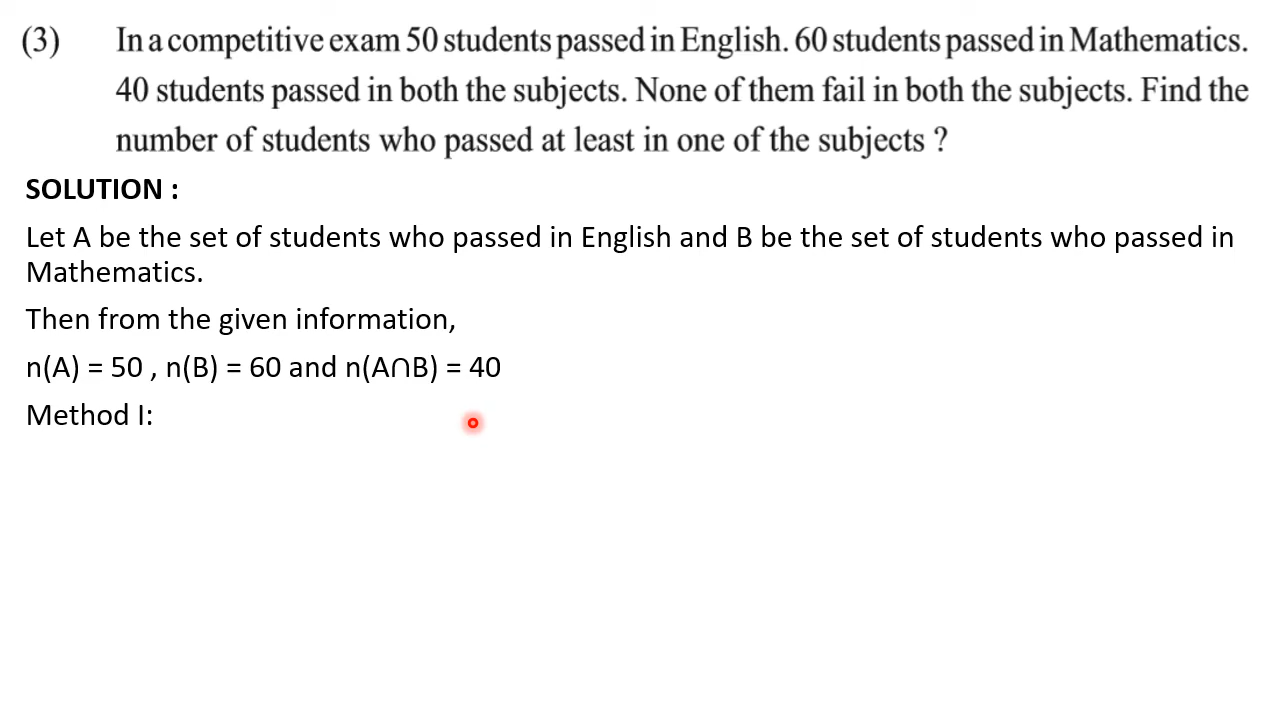 (3) In a competitive exam 50 students passed in English. 60 students passed in Mathematics.
40 students passed in both the subjects. None of them fail in both the subjects. Find the
number of students who passed at least in one of the subjects ?
SOLUTION :
Let A be the set of students who passed in English and B be the set of students who passed in
Mathematics.
Then from the given information,
n(A) = 50 , n(B) = 60 and n(A∩B) = 40
Method I: